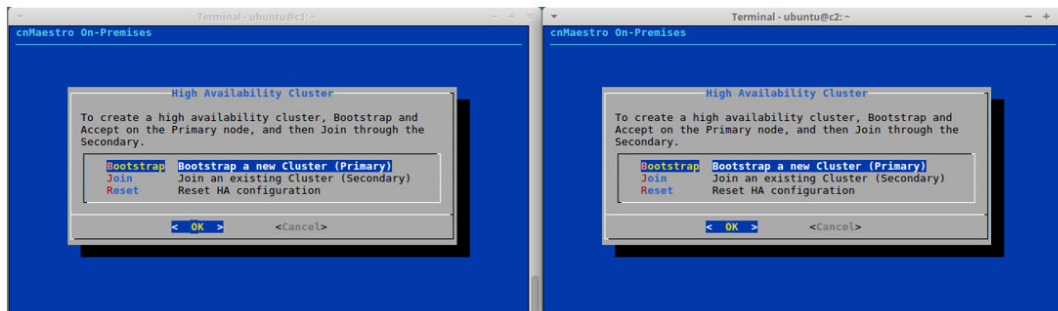 Terminal - ubuntu@c1: ~
cnMaestro On-Premises
High Availability Cluster
To create a high availability cluster, Bootstrap and
Accept on the Primary node, and then Join through the
Secondary.
Bootstrap Bootstrap a new Cluster (Primary)
Join Join an existing Cluster (Secondary)
Reset Reset HA configuration
< OK > <Cancel>
Terminal - ubuntu@c2: ~
cnMaestro On-Premises
High Availability Cluster
To create a high availability cluster, Bootstrap and
Accept on the Primary node, and then Join through the
Secondary.
Bootstrap Bootstrap a new Cluster (Primary)
Join Join an existing Cluster (Secondary)
Reset Reset HA configuration
< OK > <Cancel>